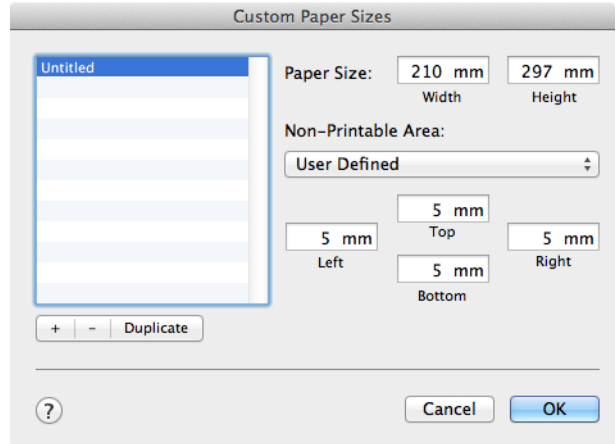 Custom Paper Sizes
Untitled
Paper Size: 210 mm 297 mm
Width Height
Non-Printable Area:
User Defined
5 mm
Top
5 mm 5 mm
Left Right
5 mm
Bottom
+ - Duplicate
? Cancel OK